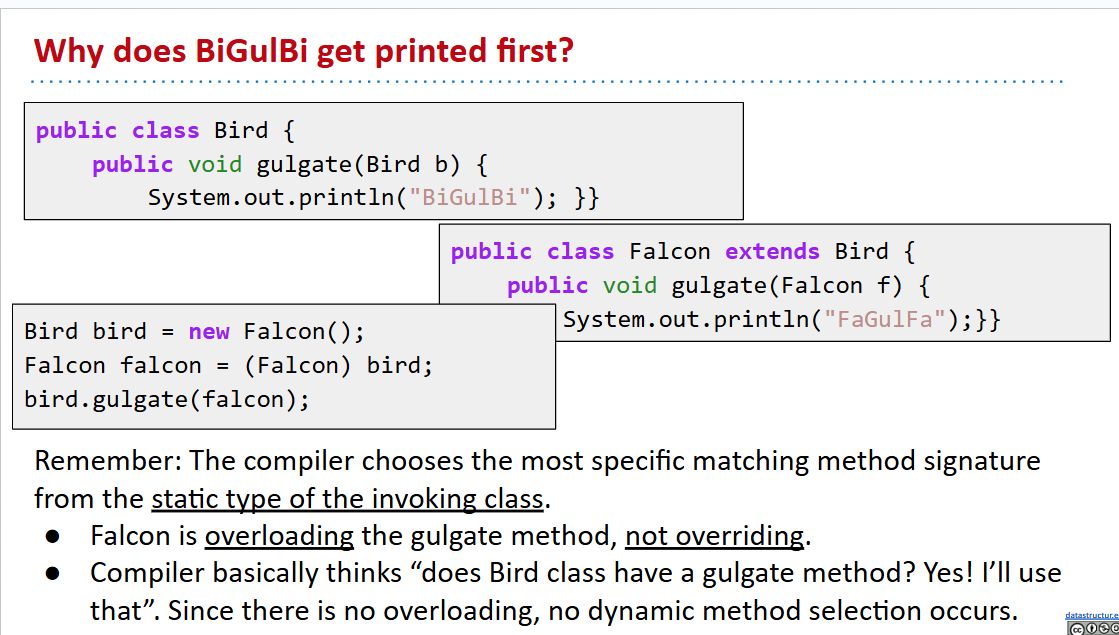 Why does BiGulBi get printed first?
public class Bird {
public void gulgate(Bird b) {
System.out.println("BiGulBi"); }}
public class Falcon extends Bird {
public void gulgate(Falcon f) {
System.out.println("FaGulFa");}}
Bird bird = new Falcon();
Falcon falcon = (Falcon) bird;
bird.gulgate(falcon);
Remember: The compiler chooses the most specific matching method signature
from the static type of the invoking class.
● Falcon is overloading the gulgate method, not overriding.
● Compiler basically thinks “does Bird class have a gulgate method? Yes! I’ll use
that”. Since there is no overloading, no dynamic method selection occurs.
datastructur.e